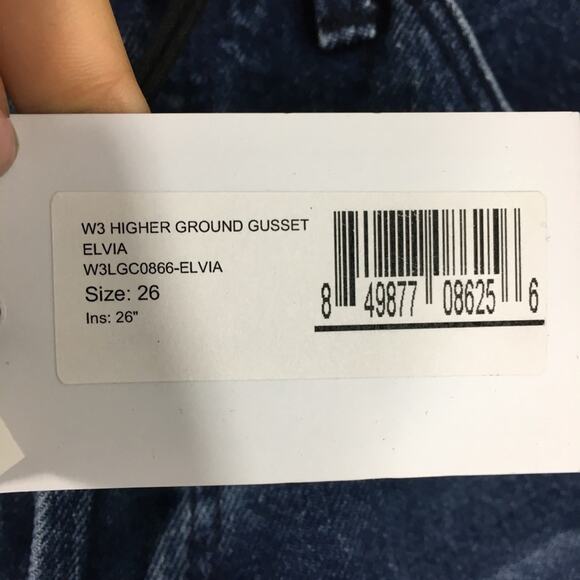 W3 HIGHER GROUND GUSSET
ELVIA
W3LGC0866-ELVIA
Size: 26
Ins: 26"
8 49877 08625 6